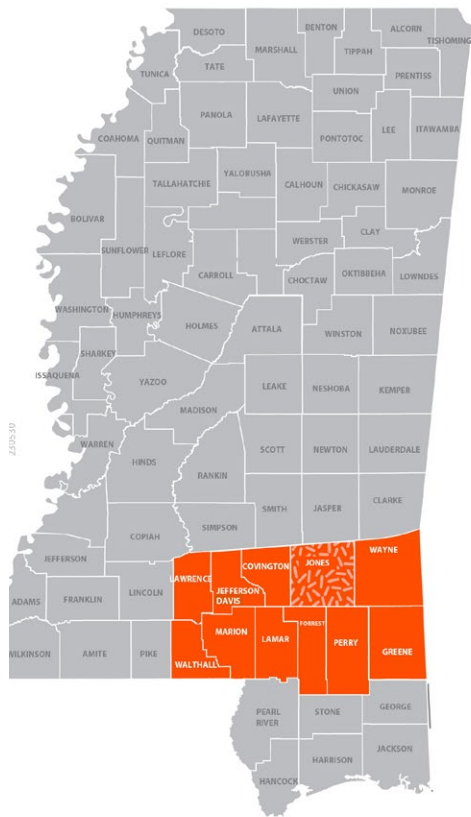 DESOTO
BENTON
ALCORN
TISHOMING
MARSHALL
TIPPAH
TUNICA
TATE
PRENTISS
UNION
PANOLA
LAFAYETTE
LEE
ITAWAMBA
COAHOMA
QUITMAN
PONTOTOC
YALOBUSHA
TALLAHATCHIE
CALHOUN
CHICKASAW
MONROE
BOLIVAR
CLAY
SUNFLOWER
LEFLORE
WEBSTER
CARROLL
OKTIBBEHA
LOWNDES
CHOCTAW
WASHINGTON
HUMPHREYS
HOLMES
ATTALA
WINSTON
NOXUBEE
SHARKEY
ISSAQUENA
YAZOO
LEAKE
NESHOBA
KEMPER
MADISON
WARREN
SCOTT
NEWTON
LAUDERDALE
230530
HINDS
RANKIN
CLARKE
SMITH
JASPER
SIMPSON
COPIAH
WAYNE
JEFFERSON
COVINGTON
JONES
LAWRENCE
ADAMS
FRANKLIN
LINCOLN
JEFFERSON
DAVIS
MARION
LAMAR
FORREST
PERRY
GREENE
WILKINSON
AMITE
PIKE
WALTHALL
PEARL
RIVER
STONE
GEORGE
HARRISON
JACKSON
HANCOCK